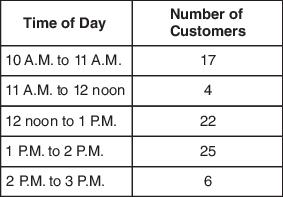 Time of Day Number of Customers
10 A.M. to 11 A.M. 17
11 A.M. to 12 noon 4
12 noon to 1 P.M. 22
1 P.M. to 2 P.M. 25
2 P.M. to 3 P.M. 6